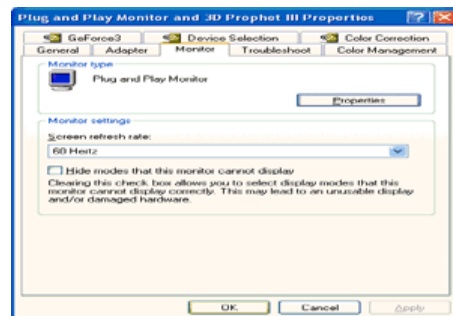 Plug and Play Monitor and 3D Prophet III Properties
GeForce3 Device Selection Color Correction
General Adapter Monitor Troubleshoot Color Management
Monitor type
Plug and Play Monitor
Properties
Monitor settings
Screen refresh rate:
60 Hertz
Hide modes that this monitor cannot display
Clearing this check box allows you to select display modes that this
monitor cannot display correctly. This may lead to an unusable display
and/or damaged hardware.
OK Cancel Apply